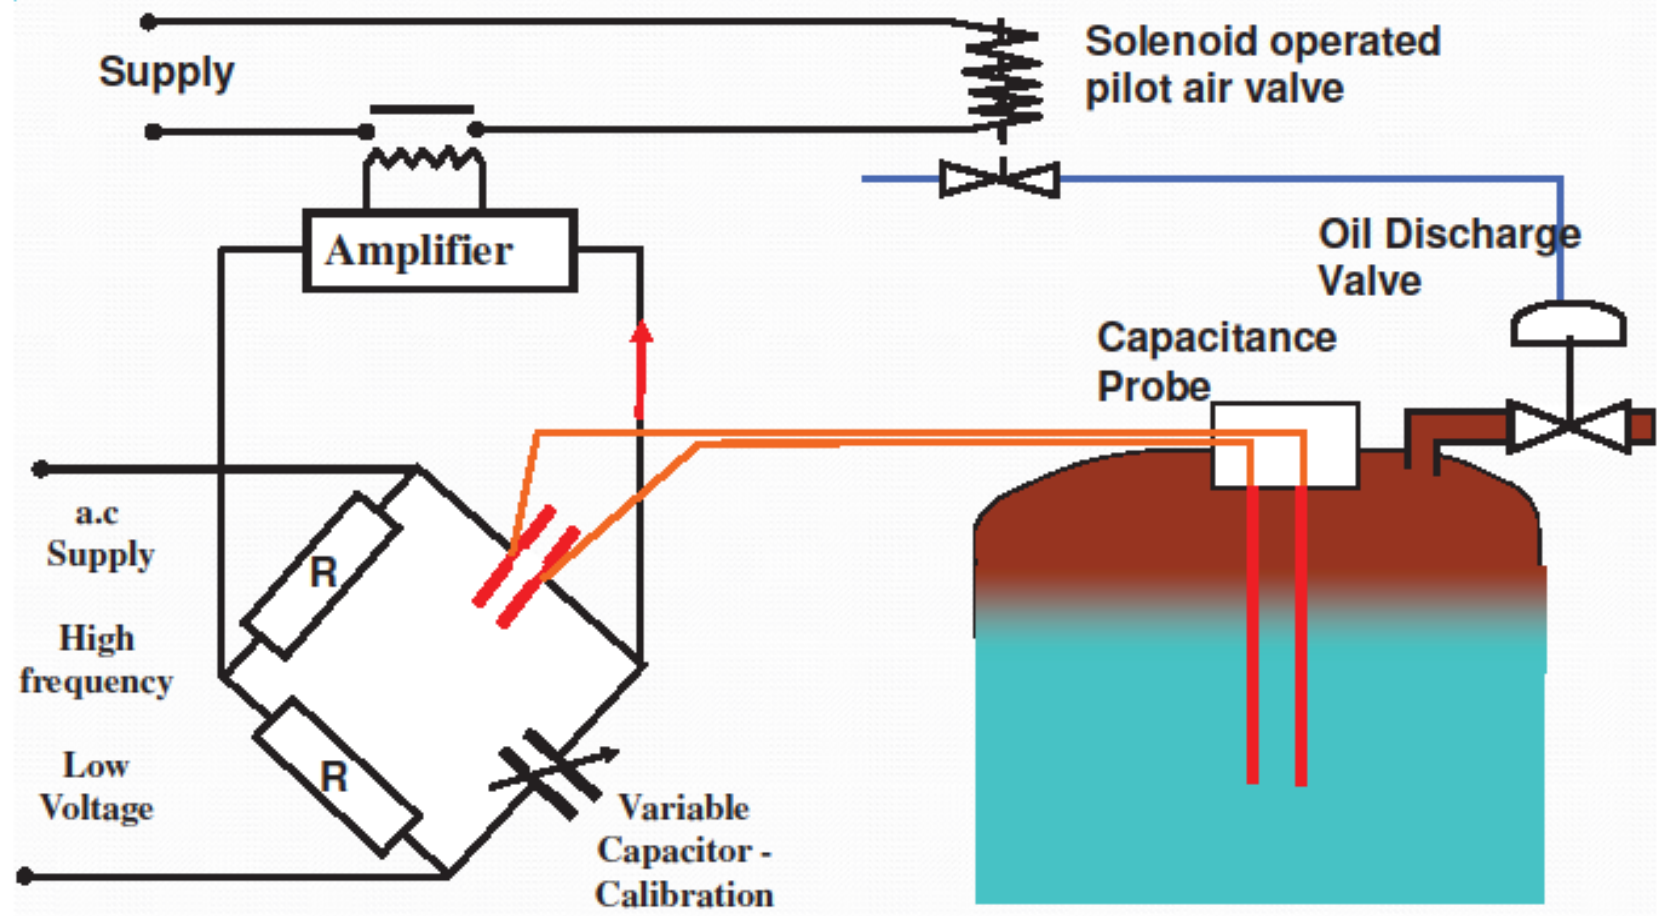 Solenoid operated
pilot air valve
Supply
Amplifier
Oil Discharge
Valve
Capacitance
Probe
a.c
Supply
High
frequency
Low
Voltage
R
R
Variable
Capacitor -
Calibration